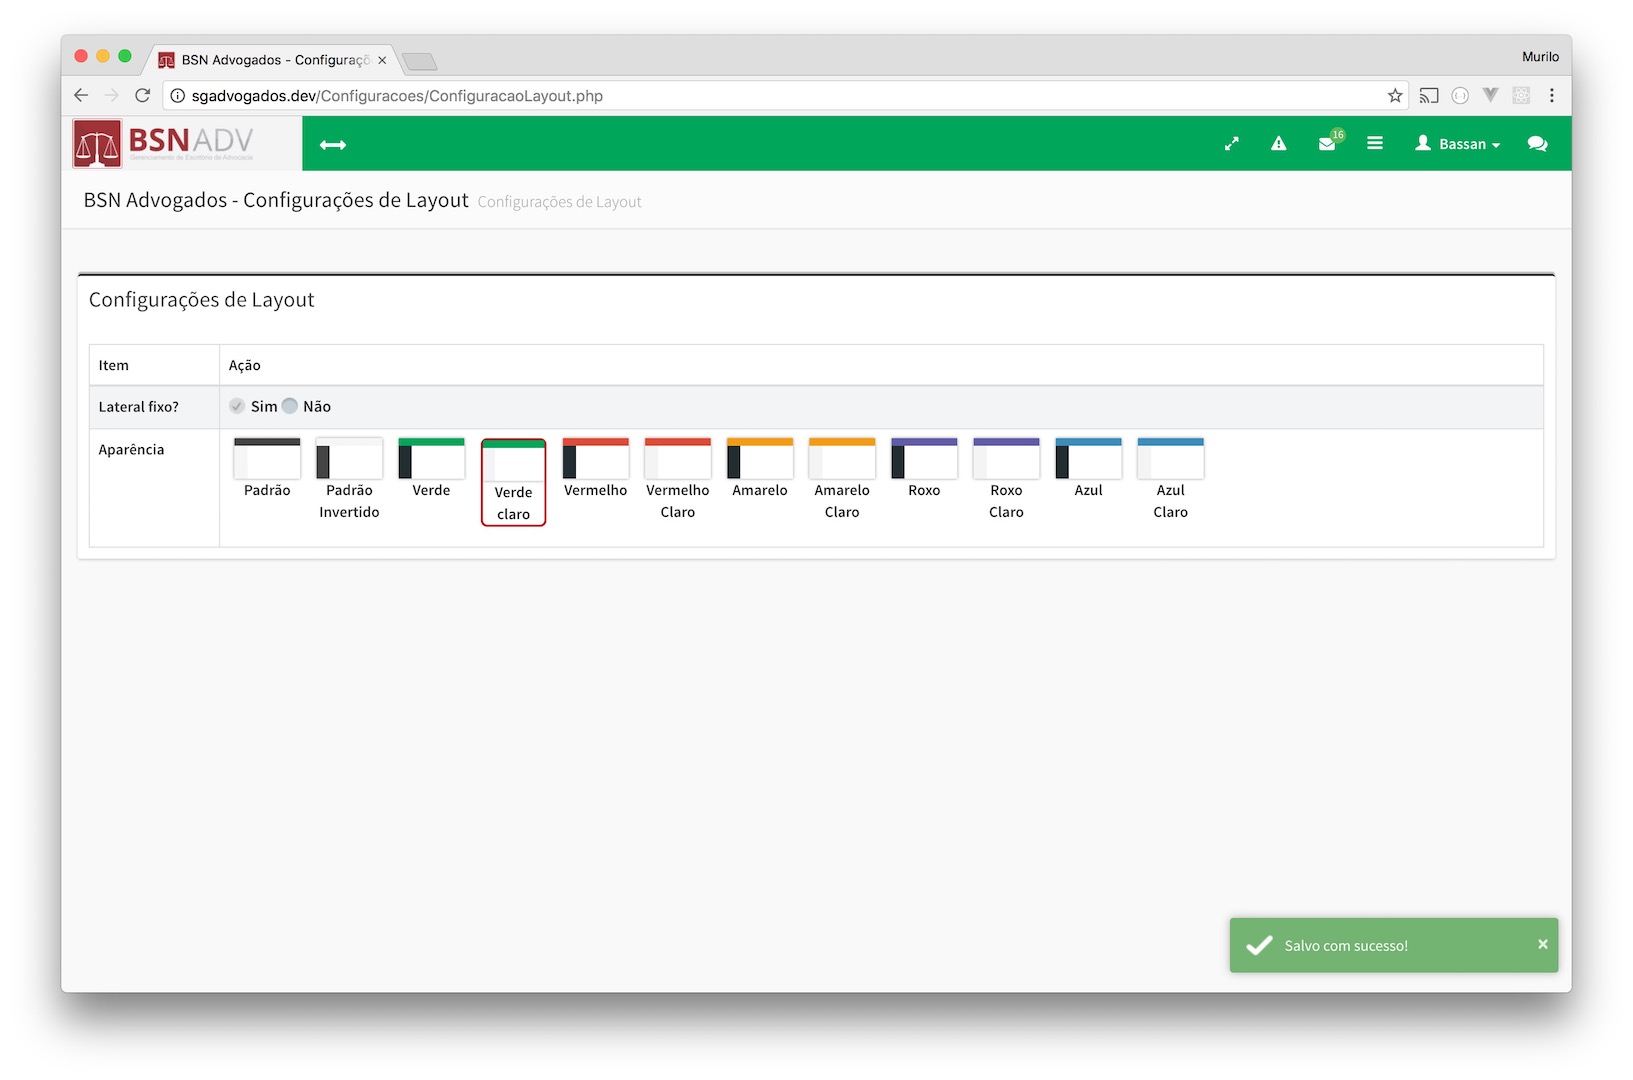 BSN Advogados - Configuraçõ
Murilo
sgadvogados.dev/Configuracoes/ConfiguracaoLayout.php
BSNADV
Gerenciamento de Escritório de Advocacia
16
Bassan
BSN Advogados - Configurações de Layout Configurações de Layout
Configurações de Layout
Item Ação
Lateral fixo? Sim Não
Aparência
Padrão
Padrão
Invertido
Verde
Verde
claro
Vermelho
Vermelho
Claro
Amarelo
Amarelo
Claro
Roxo
Roxo
Claro
Azul
Azul
Claro
Salvo com sucesso!